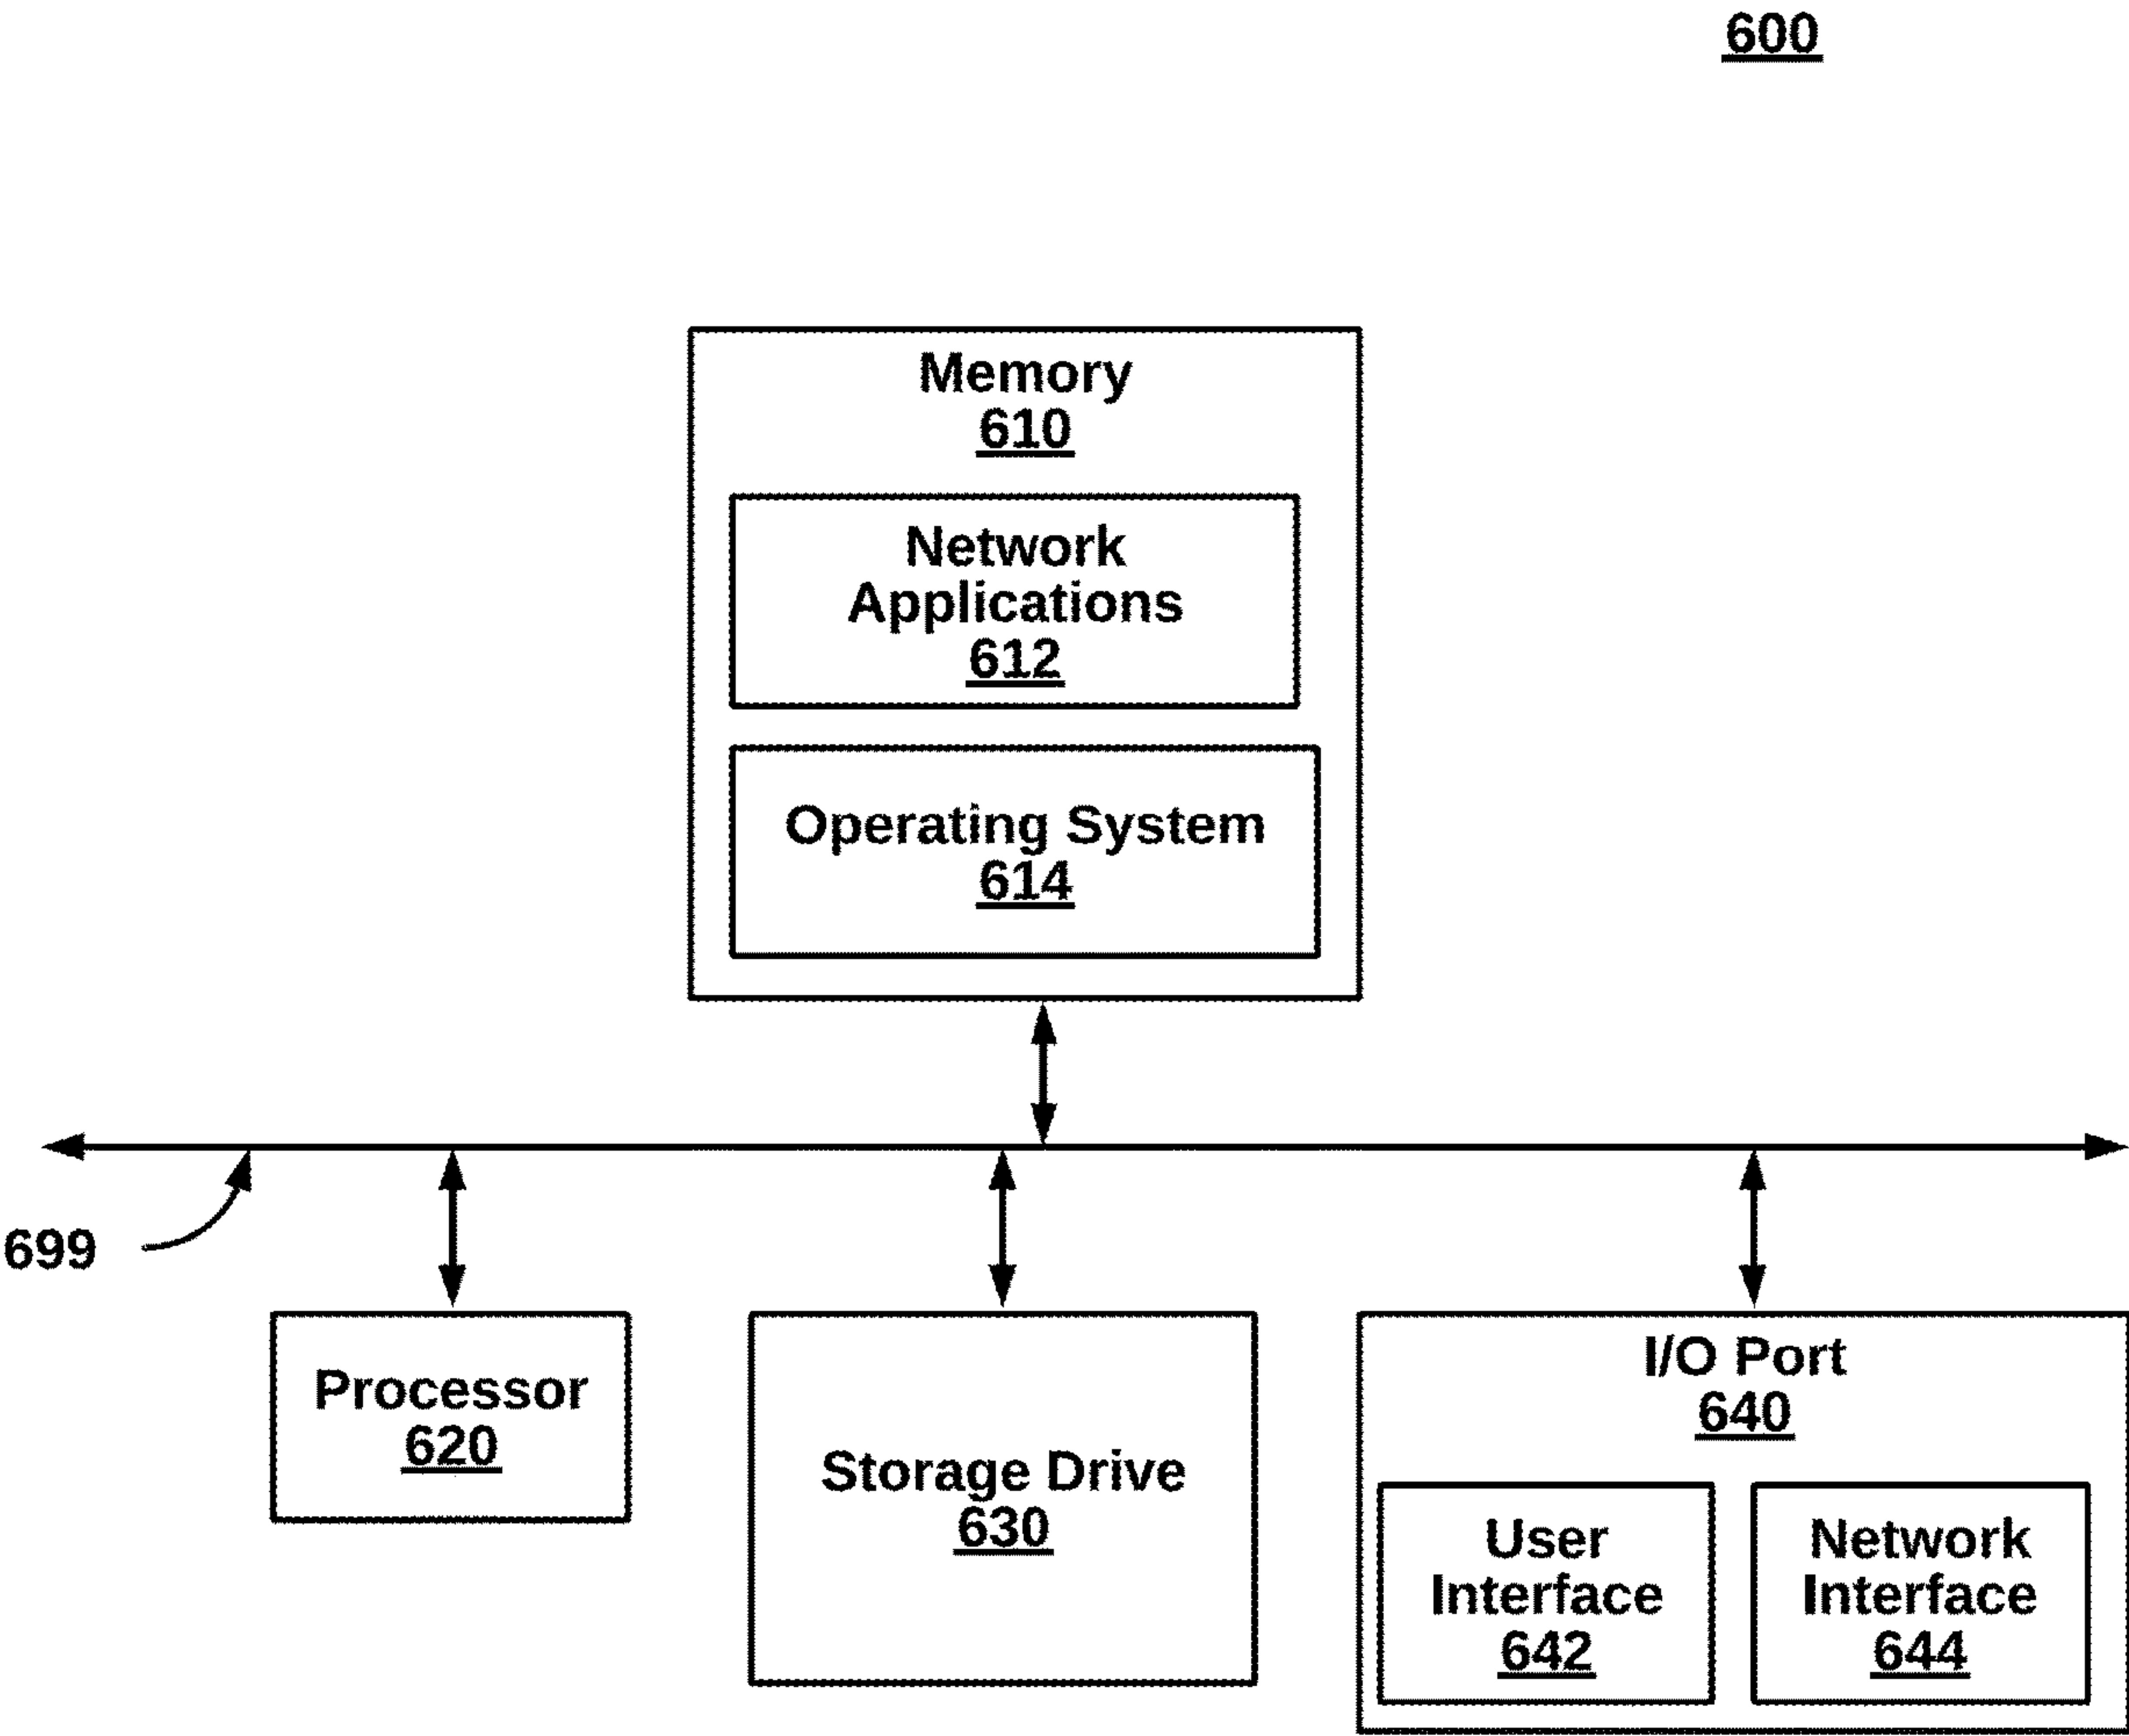 600
Memory
610
Network
Applications
612
Operating System
614
699
Processor
620
Storage Drive
630
I/O Port
640
User
Interface
642
Network
Interface
644